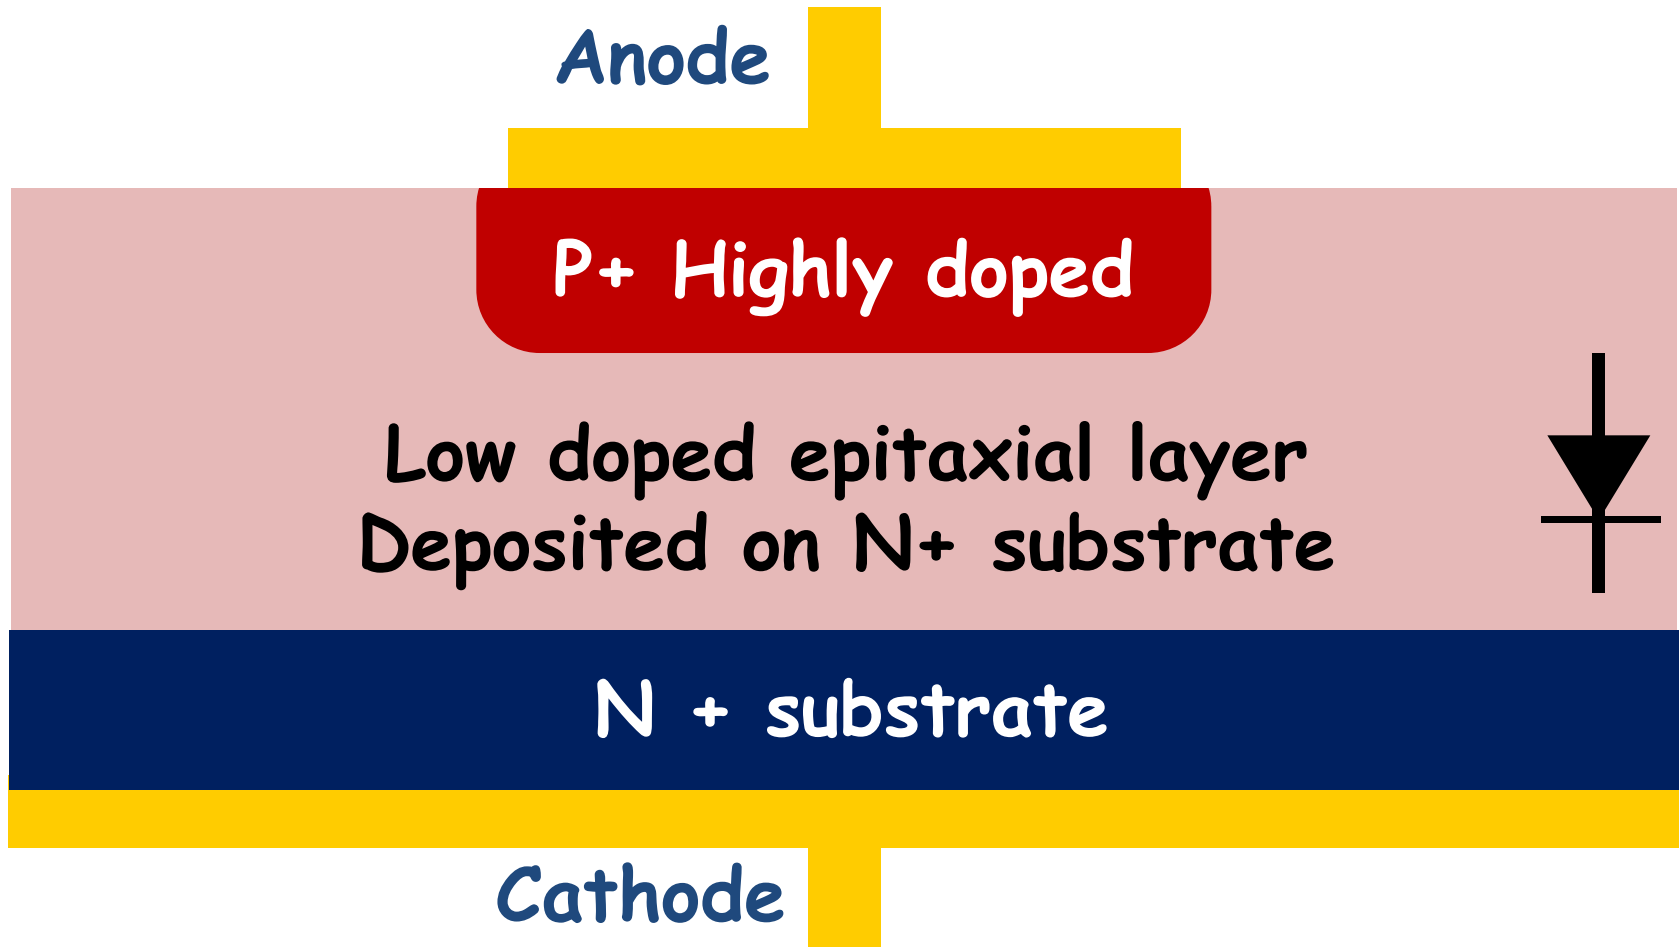 Anode
P+ Highly doped
Low doped epitaxial layer
Deposited on N+ substrate
N + substrate
Cathode